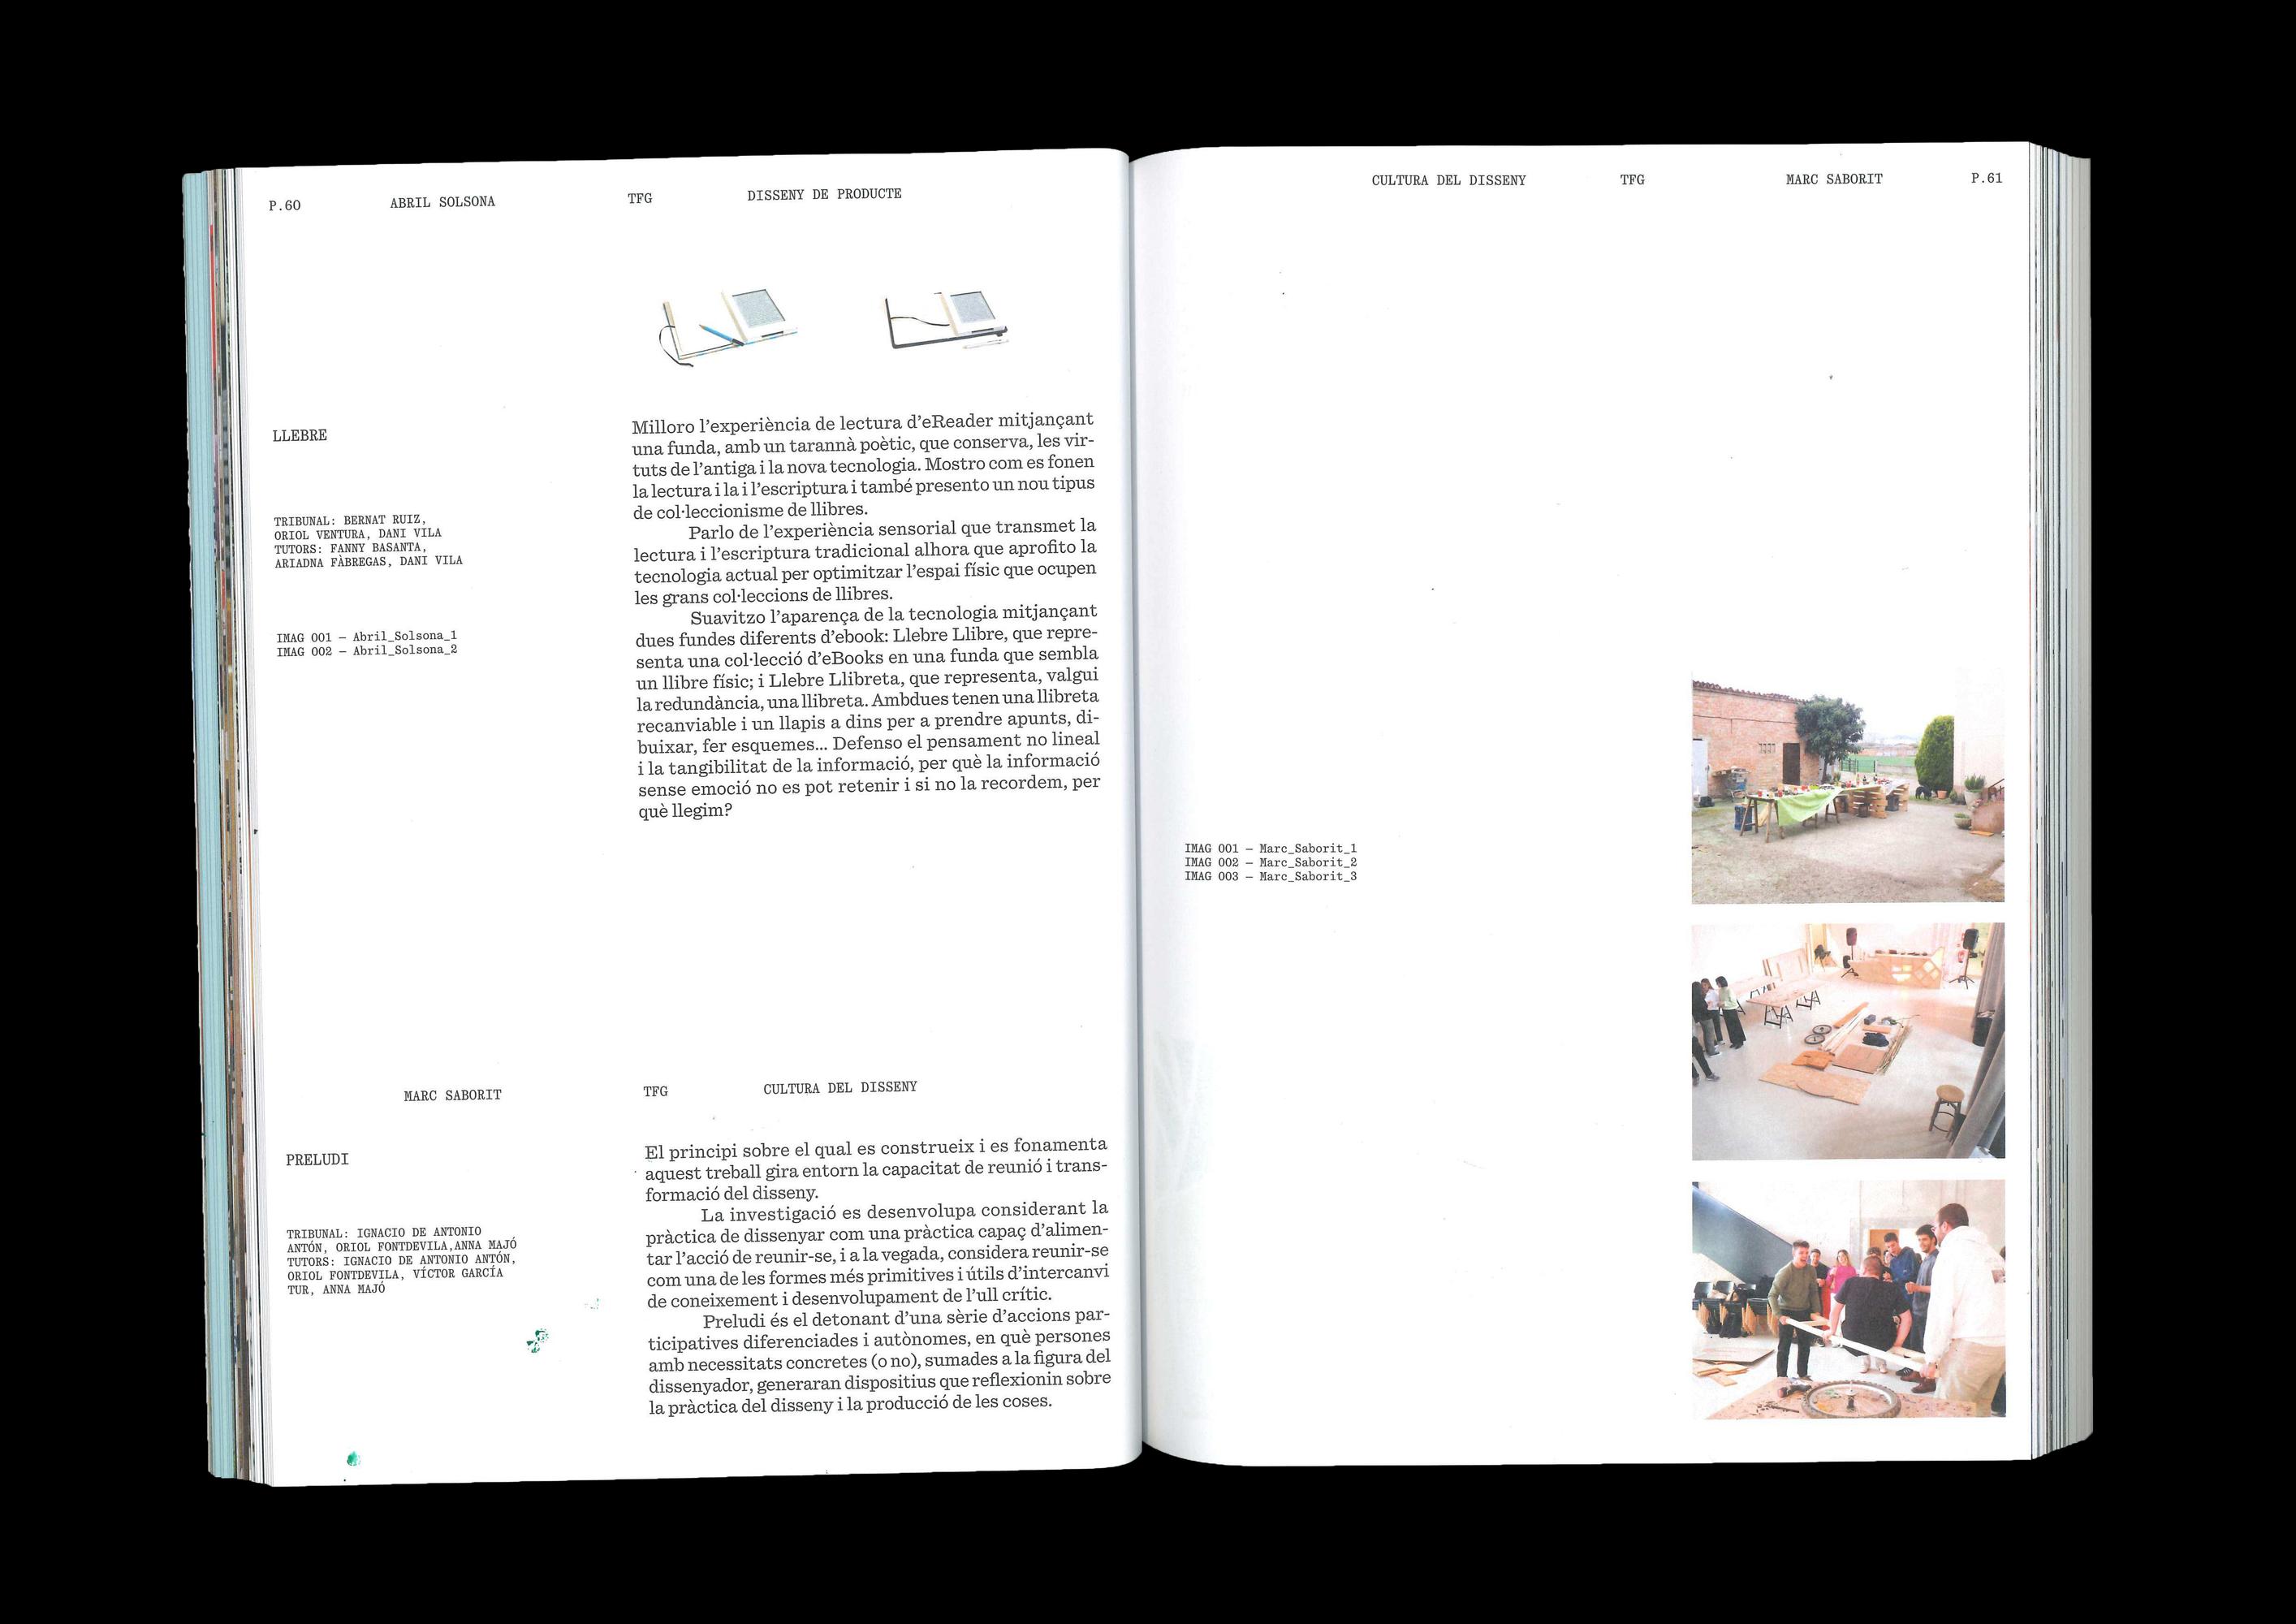 P.60 ABRIL SOLSONA TFG DISSENY DE PRODUCTE
LLEBRE
TRIBUNAL: BERNAT RUIZ,
ORIOL VENTURA, DANI VILA
TUTORS: FANNY BASANTA,
ARIADNA FÀBREGAS, DANI VILA
IMAG 001 – Abril_Solsona_1
IMAG 002 – Abril_Solsona_2
Milloro l’experiència de lectura d’eReader mitjançant
una funda, amb un tarannà poètic, que conserva, les vir-
tuts de l’antiga i la nova tecnologia. Mostro com es fonen
la lectura i la i l’escriptura i també presento un nou tipus
de col·leccionisme de llibres.
Parlo de l’experiència sensorial que transmet la
lectura i l’escriptura tradicional alhora que aprofito la
tecnologia actual per optimitzar l’espai físic que ocupen
les grans col·leccions de llibres.
Suavitzo l’aparença de la tecnologia mitjançant
dues fundes diferents d’ebook: Llebre Llibre, que repre-
senta una col·lecció d’eBooks en una funda que sembla
un llibre físic; i Llebre Llibreta, que representa, valgui
la redundància, una llibreta. Ambdues tenen una llibreta
recanviable i un llapis a dins per a prendre apunts, di-
buixar, fer esquemes... Defenso el pensament no lineal
i la tangibilitat de la informació, per què la informació
sense emoció no es pot retenir i si no la recordem, per
què llegim?
MARC SABORIT TFG CULTURA DEL DISSENY
PRELUDI
TRIBUNAL: IGNACIO DE ANTONIO
ANTÓN, ORIOL FONTDEVILA,ANNA MAJÓ
TUTORS: IGNACIO DE ANTONIO ANTÓN,
ORIOL FONTDEVILA, VÍCTOR GARCÍA
TUR, ANNA MAJÓ
El principi sobre el qual es construeix i es fonamenta
aquest treball gira entorn la capacitat de reunió i trans-
formació del disseny.
La investigació es desenvolupa considerant la
pràctica de dissenyar com una pràctica capaç d’alimen-
tar l’acció de reunir-se, i a la vegada, considera reunir-se
com una de les formes més primitives i útils d’intercanvi
de coneixement i desenvolupament de l’ull crític.
Preludi és el detonant d’una sèrie d’accions par-
ticipatives diferenciades i autònomes, en què persones
amb necessitats concretes (o no), sumades a la figura del
dissenyador, generaran dispositius que reflexionin sobre
la pràctica del disseny i la producció de les coses.
CULTURA DEL DISSENY TFG MARC SABORIT P.61
IMAG 001 – Marc_Saborit_1
IMAG 002 – Marc_Saborit_2
IMAG 003 – Marc_Saborit_3